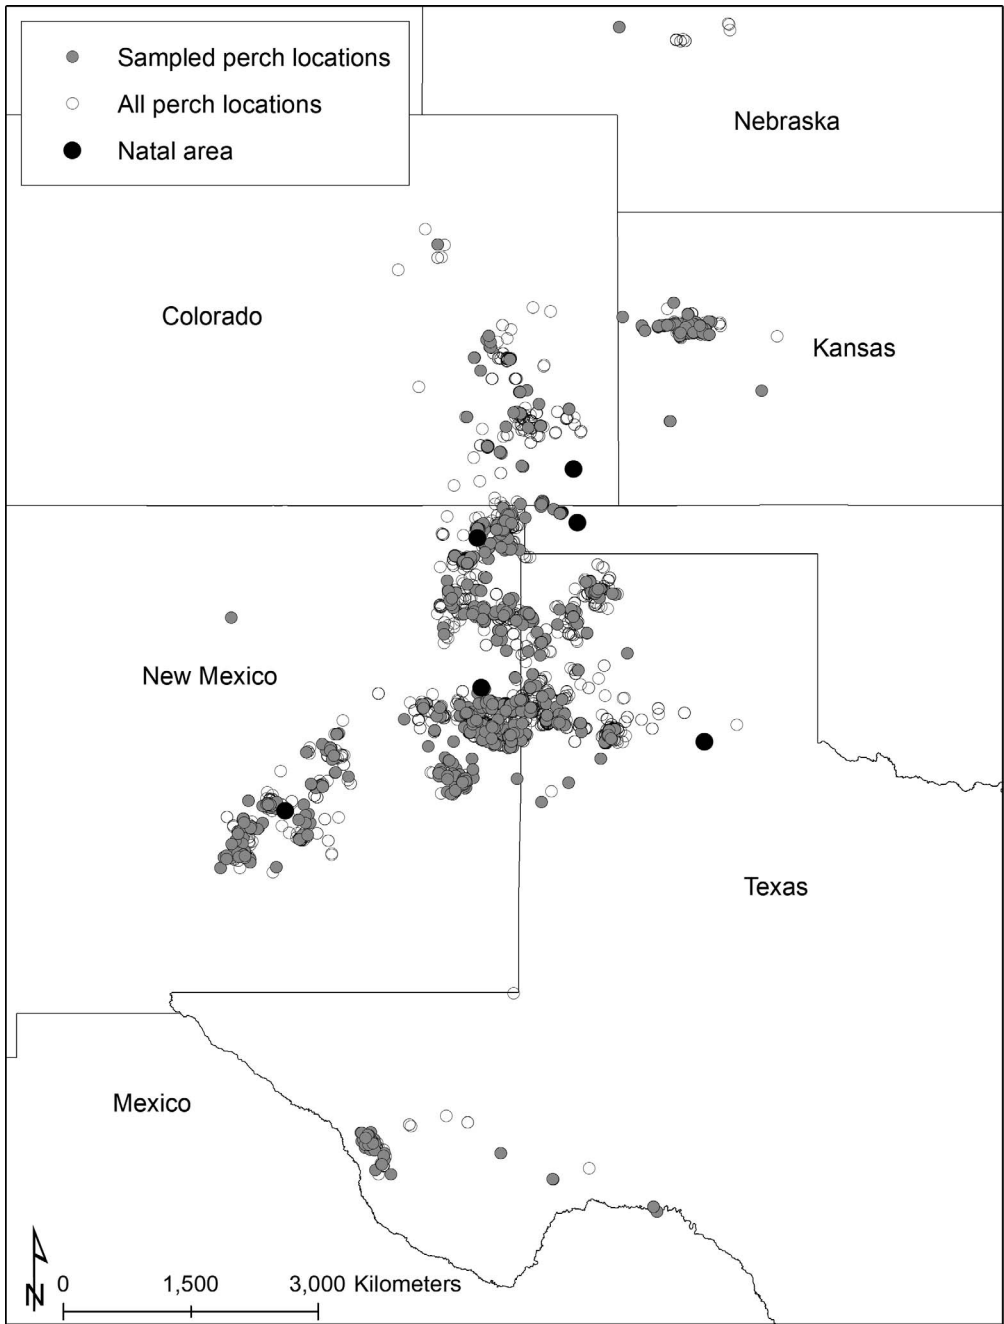 Sampled perch locations
All perch locations
Natal area
Nebraska
Colorado
Kansas
New Mexico
Texas
Mexico
N
0 1,500 3,000 Kilometers